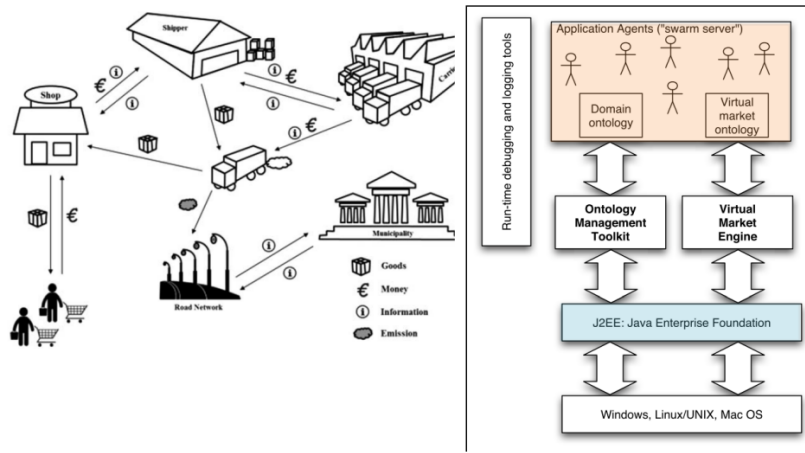 Shipper
€
i
i
i
€
i
Shop
€
i
Municipality
i
i
Road Network
€
Goods
€ Money
i Information
Emission
Run-time debugging and logging tools
Application Agents ("swarm server")
Domain
ontology
Virtual
market
ontology
Ontology
Management
Toolkit
Virtual
Market
Engine
J2EE: Java Enterprise Foundation
Windows, Linux/UNIX, Mac OS